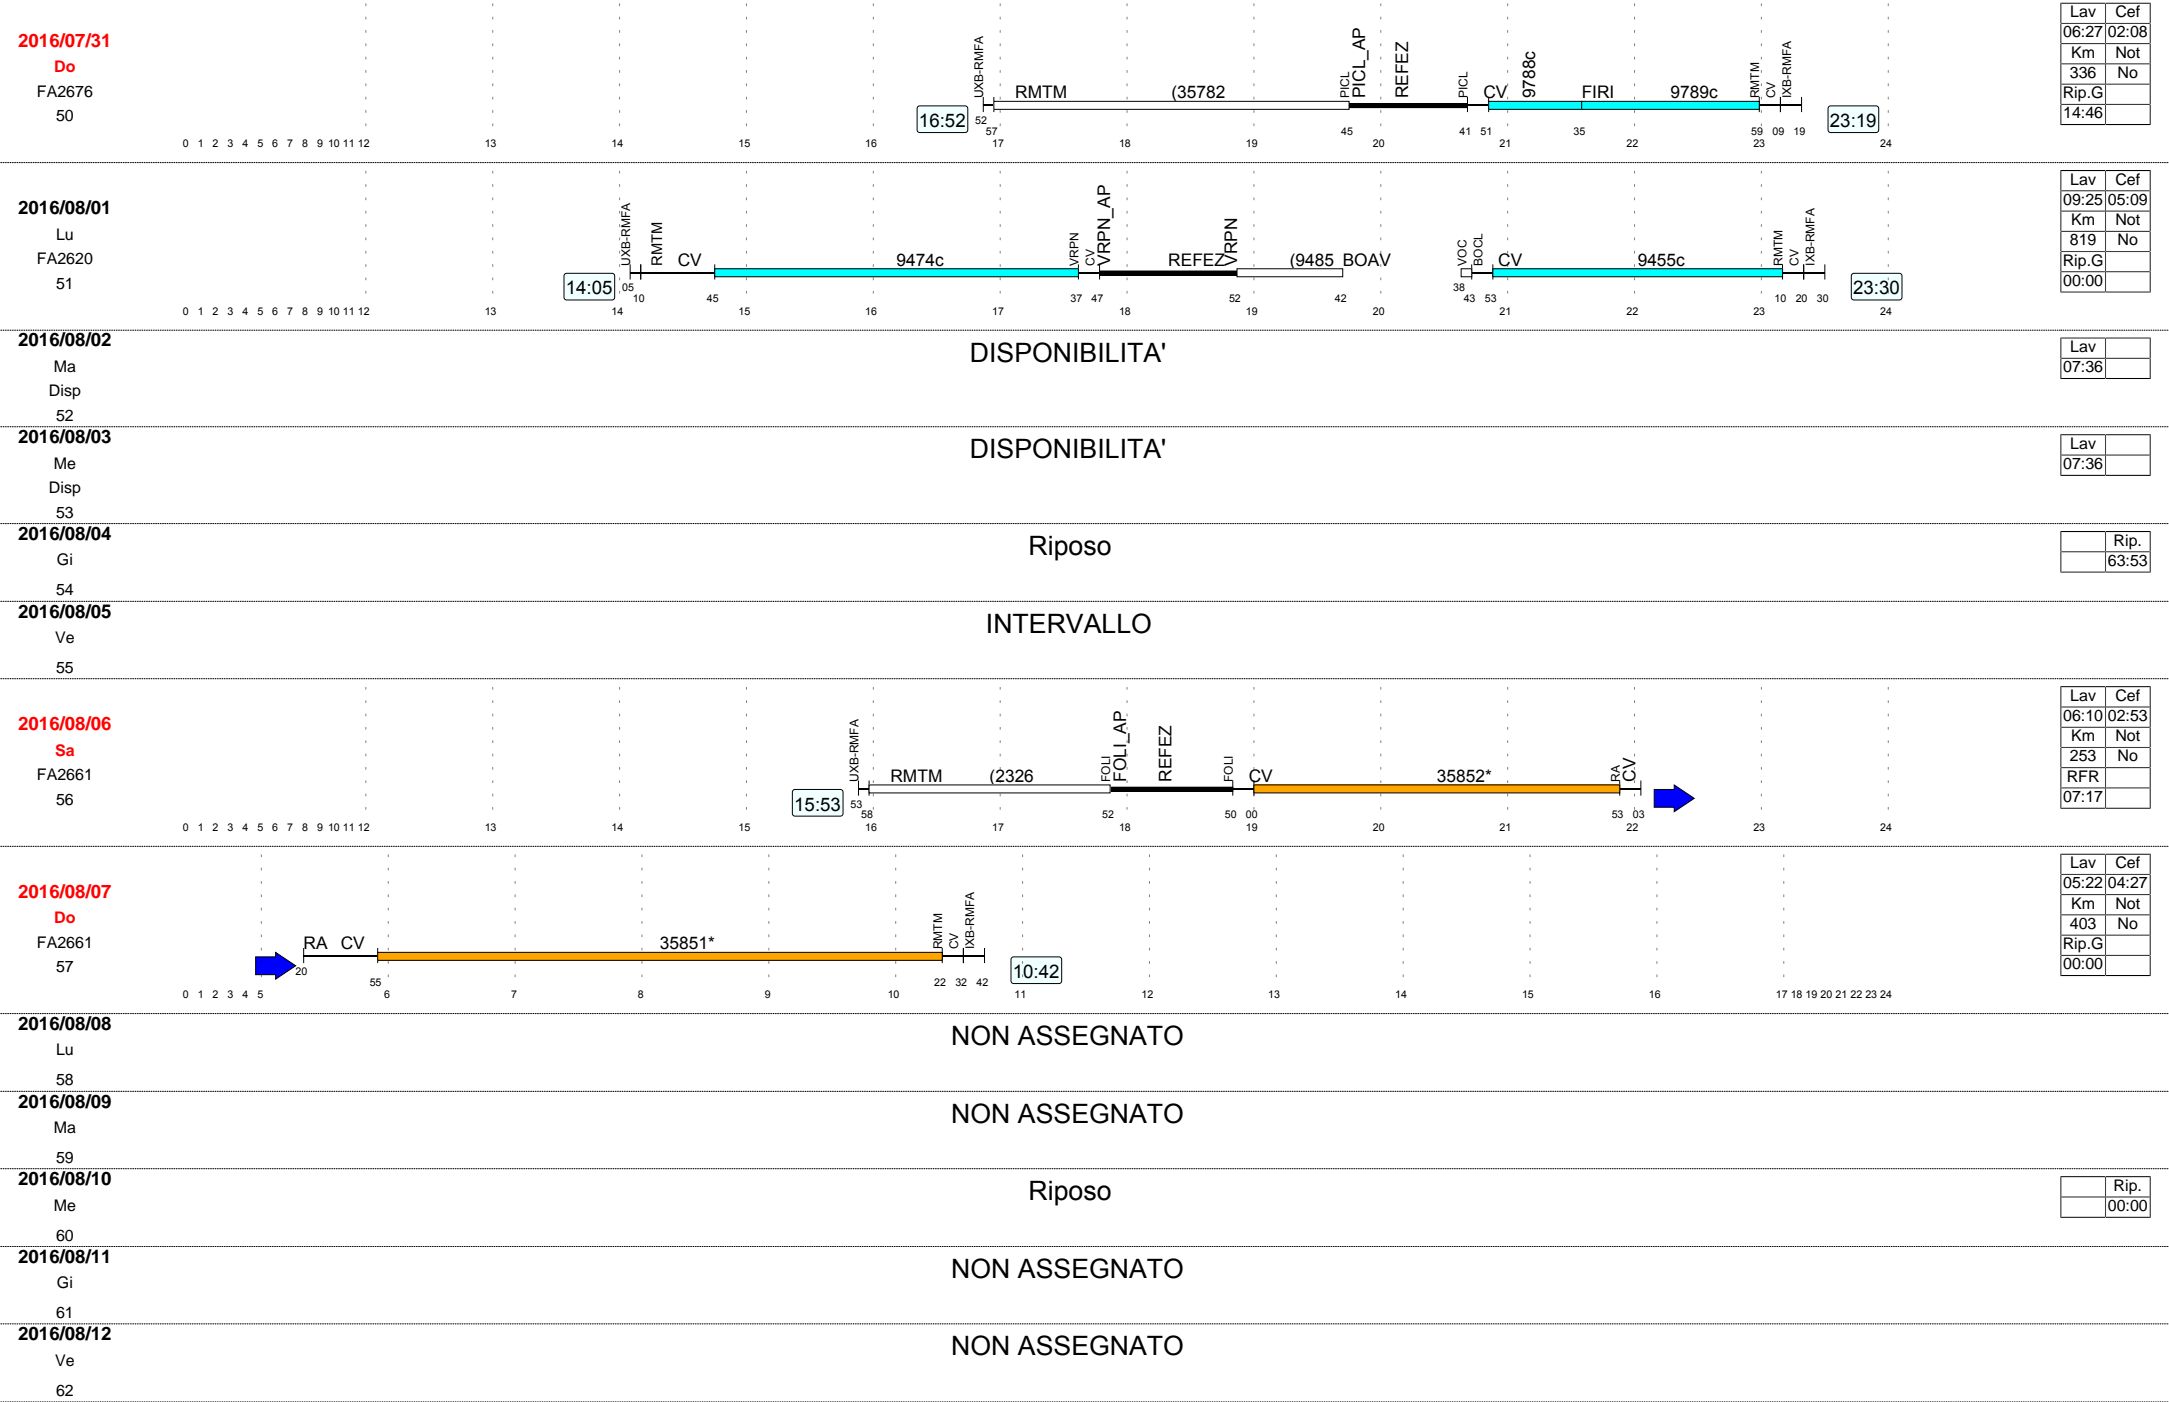 2016/07/31
Do
FA2676
50
16:52
UXB-RMFA
RMTM (35782
PICL
PICL_AP
REFEZ
PICL
CV
9788c
FIRI 9789c
RMTM
CV
IXB-RMFA
23:19
52 57 45 41 51 35 59 09 19
0 1 2 3 4 5 6 7 8 9 10 11 12 13 14 15 16 17 18 19 20 21 22 23 24
Lav Cef
06:27 02:08
Km Not
336 No
Rip.G
14:46
2016/08/01
Lu
FA2620
51
14:05
UXB-RMFA
RMTM
CV
9474c
VRPN
CV
VRPN_AP
REFEZ
VRPN
(9485 BOAV
VOC
BOCL
CV
9455c
RMTM
CV
IXB-RMFA
23:30
05 10 45 37 47 52 42 38 43 53 10 20 30
0 1 2 3 4 5 6 7 8 9 10 11 12 13 14 15 16 17 18 19 20 21 22 23 24
Lav Cef
09:25 05:09
Km Not
819 No
Rip.G
00:00
2016/08/02
Ma
Disp
52
DISPONIBILITA'
Lav
07:36
2016/08/03
Me
Disp
53
DISPONIBILITA'
Lav
07:36
2016/08/04
Gi
54
Riposo
Rip.
63:53
2016/08/05
Ve
55
INTERVALLO
2016/08/06
Sa
FA2661
56
15:53
UXB-RMFA
RMTM (2326
FOLI
FOLI_AP
REFEZ
FOLI
CV
35852*
RA
CV
53 58 52 50 00 53 03
0 1 2 3 4 5 6 7 8 9 10 11 12 13 14 15 16 17 18 19 20 21 22 23 24
Lav Cef
06:10 02:53
Km Not
253 No
RFR
07:17
2016/08/07
Do
FA2661
57
RA CV
35851*
RMTM
CV
IXB-RMFA
10:42
20 55 22 32 42
0 1 2 3 4 5 6 7 8 9 10 11 12 13 14 15 16 17 18 19 20 21 22 23 24
Lav Cef
05:22 04:27
Km Not
403 No
Rip.G
00:00
2016/08/08
Lu
58
NON ASSEGNATO
2016/08/09
Ma
59
NON ASSEGNATO
2016/08/10
Me
60
Riposo
Rip.
00:00
2016/08/11
Gi
61
NON ASSEGNATO
2016/08/12
Ve
62
NON ASSEGNATO